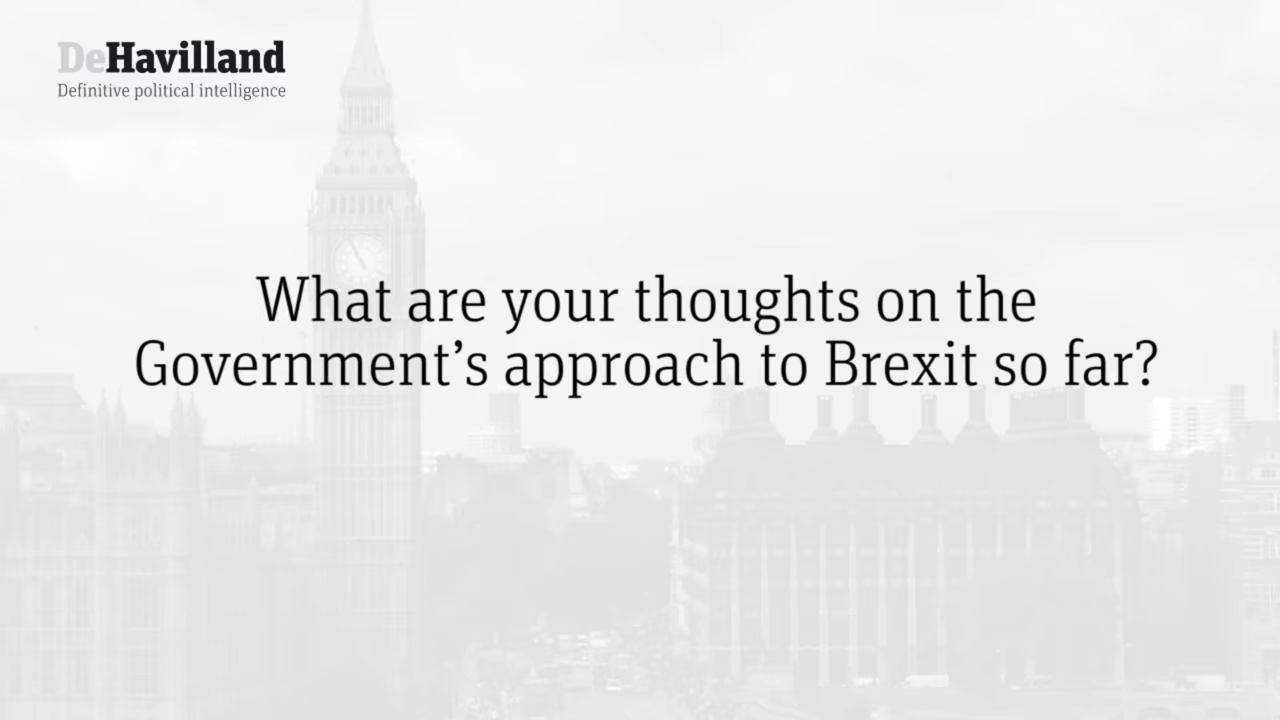 DeHavilland
Definitive political intelligence
What are your thoughts on the
Government’s approach to Brexit so far?